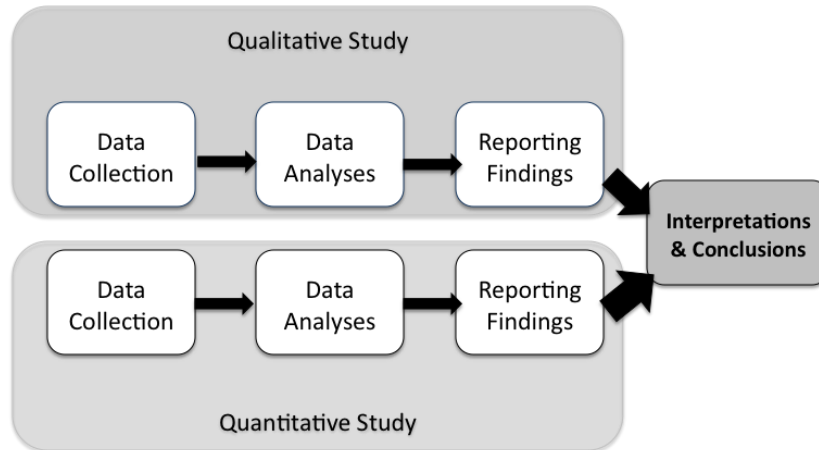 Qualitative Study
Data
Collection
Data
Analyses
Reporting
Findings
Interpretations
& Conclusions
Data
Collection
Data
Analyses
Reporting
Findings
Quantitative Study